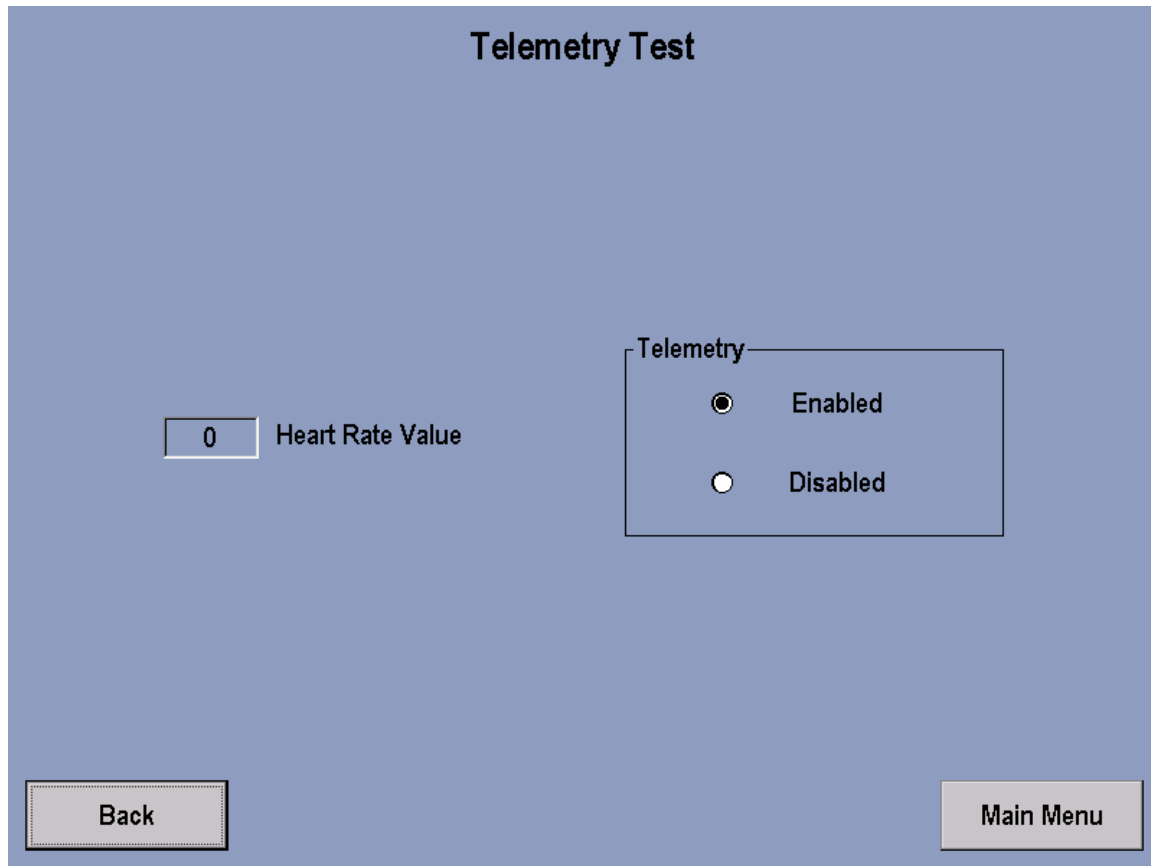 Telemetry Test
Telemetry
Enabled
0 Heart Rate Value
Disabled
Back
Main Menu